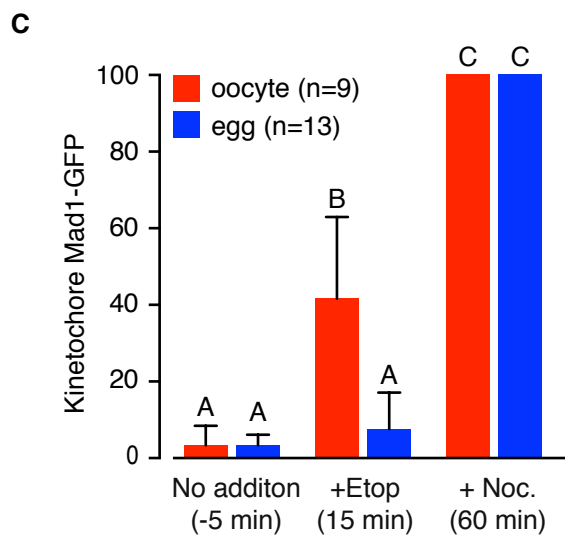 C
oocyte (n=9)
egg (n=13)
Kinetochore Mad1-GFP
100
80
60
40
20
0
A
A
B
A
C
C
No additon
(-5 min)
+Etop
(15 min)
+ Noc.
(60 min)